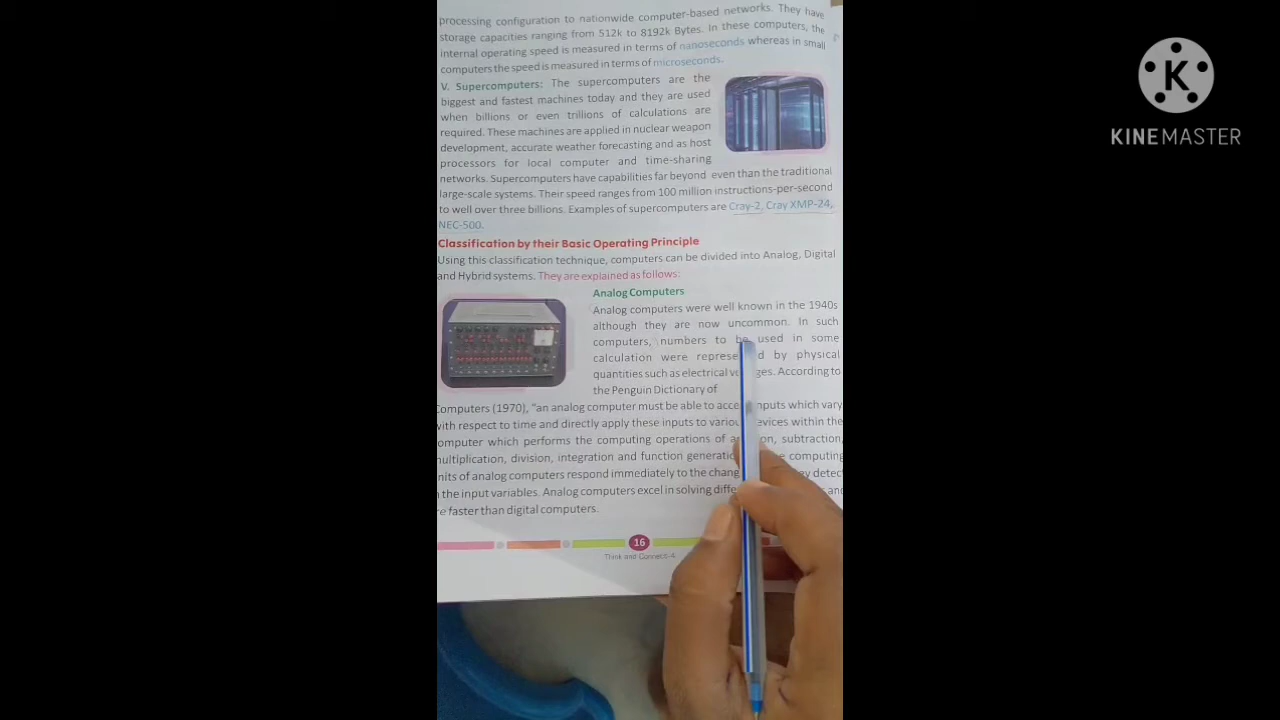 processing configuration to nationwide computer-based networks. They have
storage capacities ranging from 512k to 8192k Bytes. In these computers, the
internal operating speed is measured in terms of nanoseconds whereas in small
computers the speed is measured in terms of microseconds.
V. Supercomputers: The supercomputers are the
biggest and fastest machines today and they are used
when billions or even trillions of calculations are
required. These machines are applied in nuclear weapon
development, accurate weather forecasting and as host
processors for local computer and time-sharing
networks. Supercomputers have capabilities far beyond even than the traditional
large-scale systems. Their speed ranges from 100 million instructions-per-second
to well over three billions. Examples of supercomputers are Cray-2, Cray XMP-24,
NEC-500.
Classification by their Basic Operating Principle
Using this classification technique, computers can be divided into Analog, Digital
and Hybrid systems. They are explained as follows:
Analog Computers
Analog computers were well known in the 1940s
although they are now uncommon. In such
computers, numbers to be used in some
calculation were by physical
quantities such as electrical According to
the Penguin Dictionary of
Computers (1970), "an analog computer must be able to inputs which vary
with respect to time and directly apply these inputs to devices within the
computer which performs the computing operations of subtraction,
multiplication, division, integration and function computing
units of analog computers respond immediately to the detect
the input variables. Analog computers excel in solving and
faster than digital computers.
16
Think and Connect-4
K
KINEMASTER